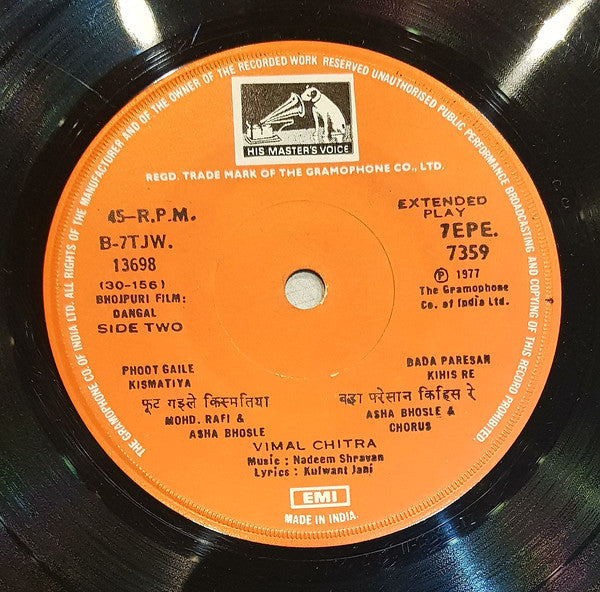 THE GRAMOPHONE CO. OF INDIA LTD. ALL RIGHTS OF THE MANUFACTURER AND OF THE OWNER OF THE RECORDED WORK RESERVED UNAUTHORISED PUBLIC PERFORMANCE BROADCASTING AND COPYING OF THIS RECORD PROHIBITED.
HIS MASTER'S VOICE
REGD. TRADE MARK OF THE GRAMOPHONE CO., LTD.
45-R.P.M.
B-7TJW.
13698
(30-156)
BHOJPURI FILM:
DANGAL
SIDE TWO
EXTENDED
PLAY
7EPE.
7359
Ⓟ 1977
The Gramophone
Co. of India Ltd.
PHOOT GAILE
KISMATIYA
फूट गइले किस्मतिया
MOHD. RAFI &
ASHA BHOSLE
BADA PARESAN
KIHIS RE
बड़ा परेसान किहिस रे
ASHA BHOSLE &
CHORUS
VIMAL CHITRA
Music : Nadeem Shravan
Lyrics : Kulwant Jani
EMI
MADE IN INDIA.